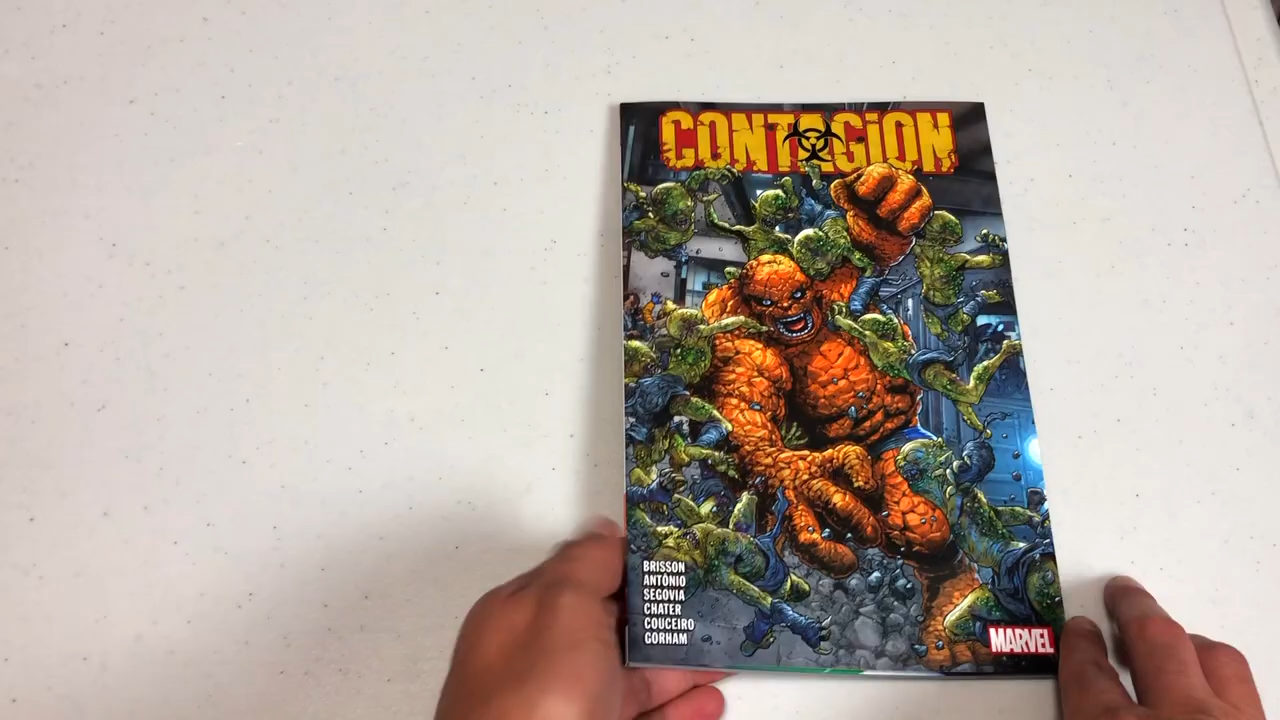 CONTAGiON
BRISSON
ANTÔNIO
SEGOVIA
CHATER
COUCEIRO
GORHAM
MARVEL